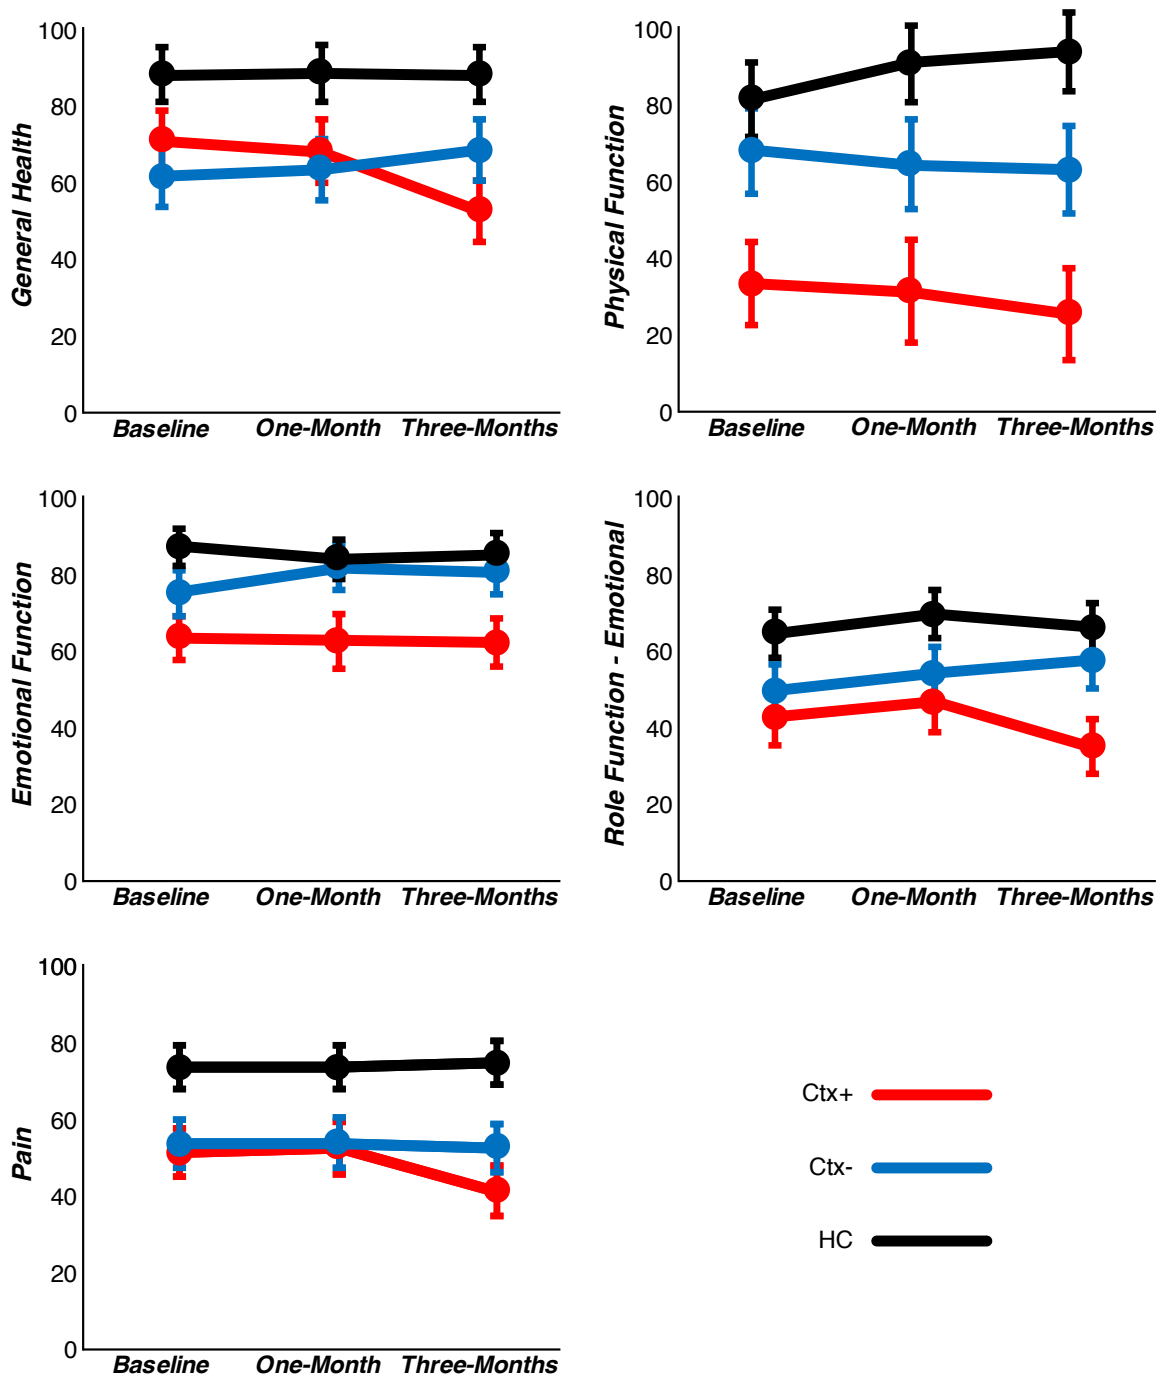 General Health
100
80
60
40
20
0
Baseline One-Month Three-Months
Physical Function
100
80
60
40
20
0
Baseline One-Month Three-Months
Emotional Function
100
80
60
40
20
0
Baseline One-Month Three-Months
Role Function - Emotional
100
80
60
40
20
0
Baseline One-Month Three-Months
Pain
100
80
60
40
20
0
Baseline One-Month Three-Months
Ctx+
Ctx-
HC